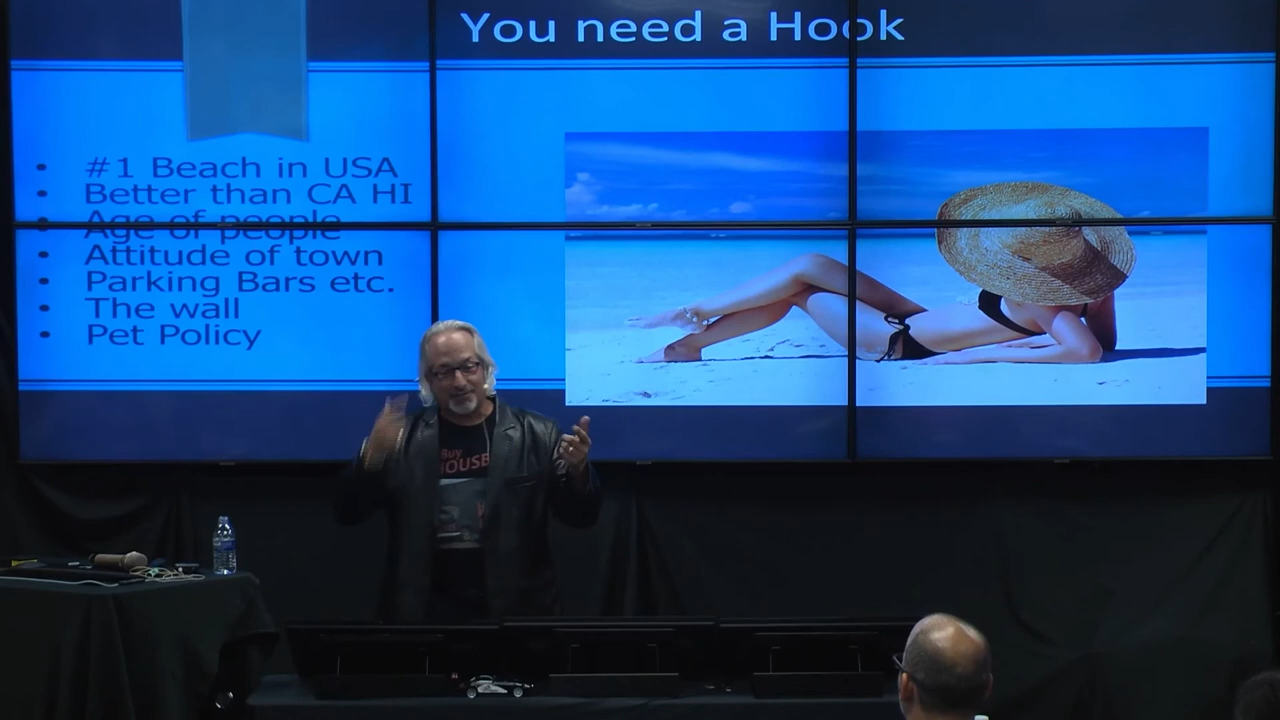 You need a Hook
• #1 Beach in USA
• Better than CA HI
• Age of people
• Attitude of town
• Parking Bars etc.
• The wall
• Pet Policy
Buy
HOUSE